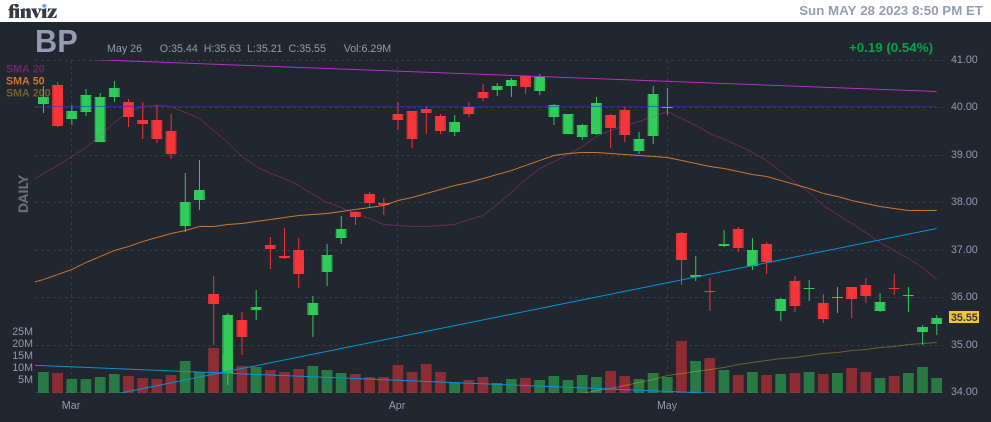 finviz
Sun MAY 28 2023 8:50 PM ET
BP
May 26 O:35.44 H:35.63 L:35.21 C:35.55 Vol:6.29M
+0.19 (0.54%)
SMA 20
SMA 50
SMA 200
DAILY
41.00
40.00
39.00
38.00
37.00
36.00
35.55
35.00
34.00
25M
20M
15M
10M
5M
Mar
Apr
May